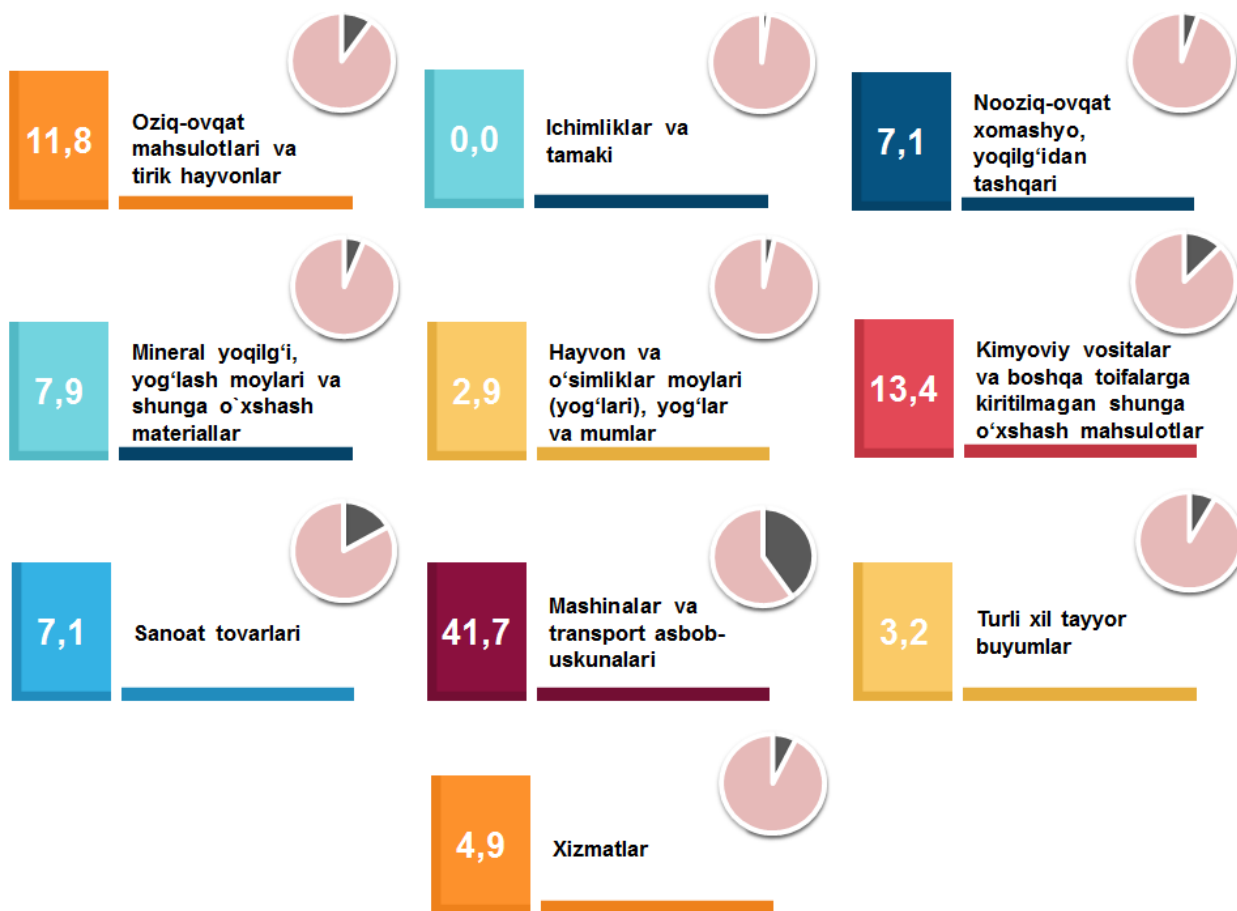 11,8
Oziq-ovqat
mahsulotlari va
tirik hayvonlar
0,0
Ichimliklar va
tamaki
7,1
Nooziq-ovqat
xomashyo,
yoqilg‘idan
tashqari
7,9
Mineral yoqilg‘i,
yog‘lash moylari va
shunga o`xshash
materiallar
2,9
Hayvon va
o‘simliklar moylari
(yog‘lari), yog‘lar
va mumlar
13,4
Kimyoviy vositalar
va boshqa toifalarga
kiritilmagan shunga
o‘xshash mahsulotlar
7,1
Sanoat tovarlari
41,7
Mashinalar va
transport asbob-
uskunalari
3,2
Turli xil tayyor
buyumlar
4,9
Xizmatlar